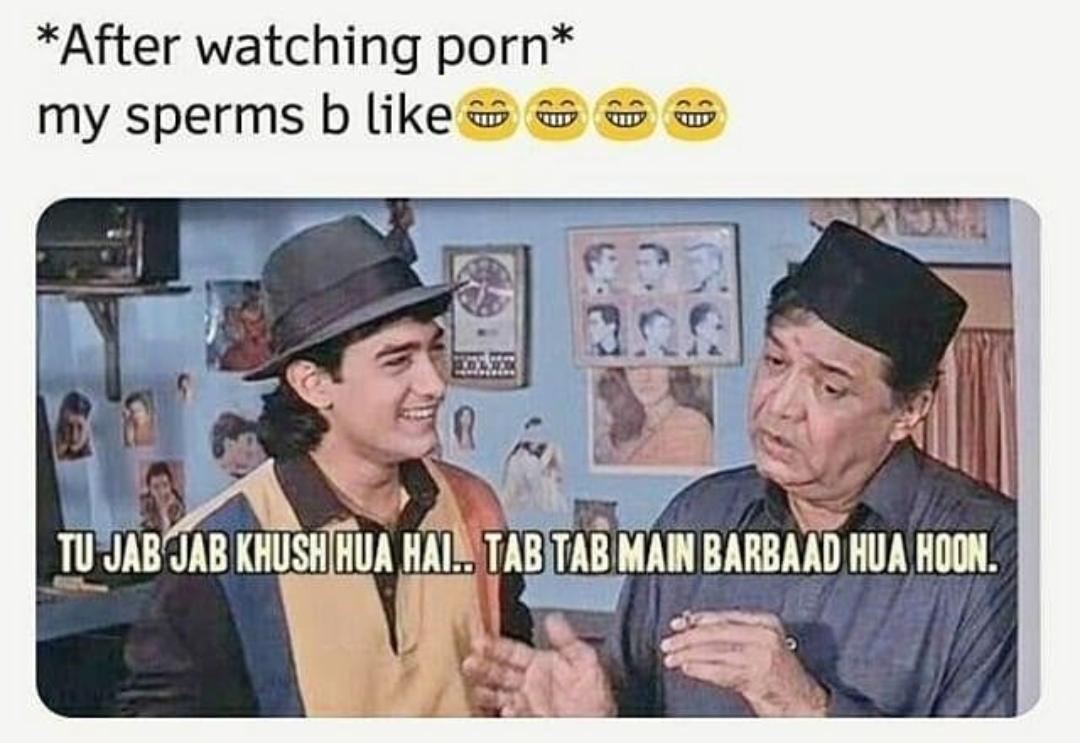 *After watching porn*
my sperms b like😂😂😂😂
TU JAB JAB KHUSH HUA HAI.. TAB TAB MAIN BARBAAD HUA HOON.